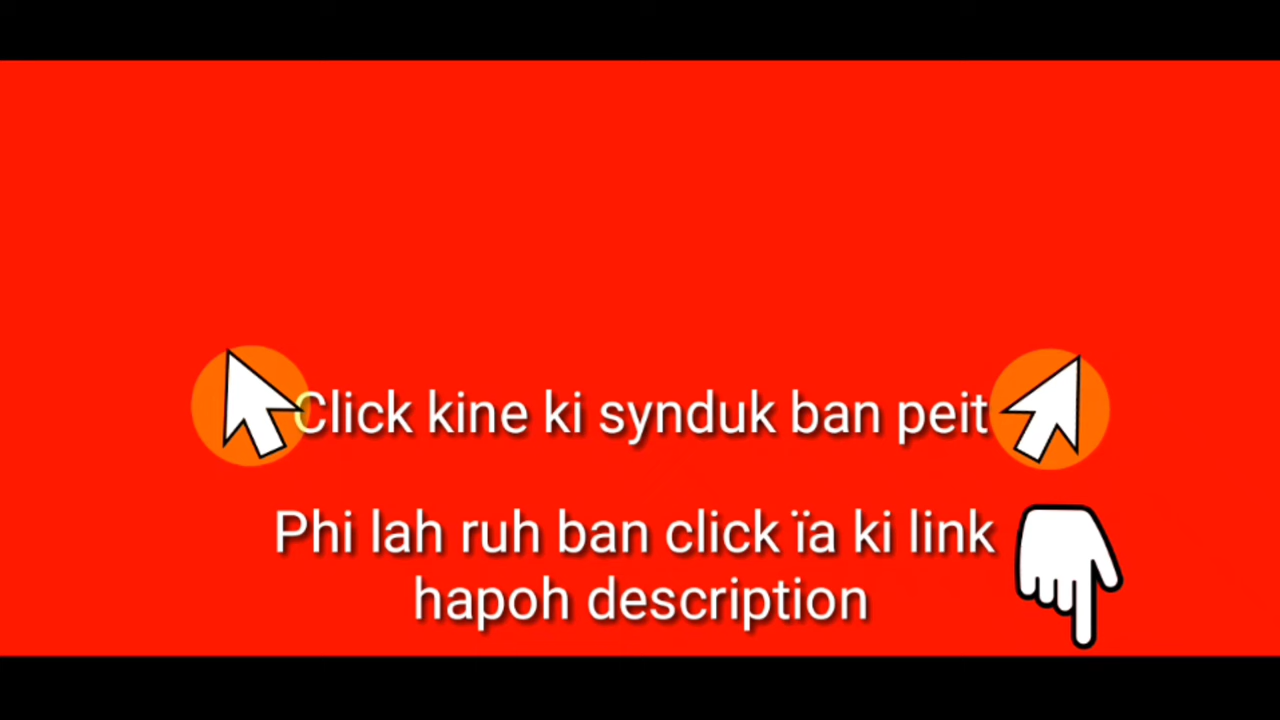 Click kine ki synduk ban peit
Phi lah ruh ban click ïa ki link
hapoh description